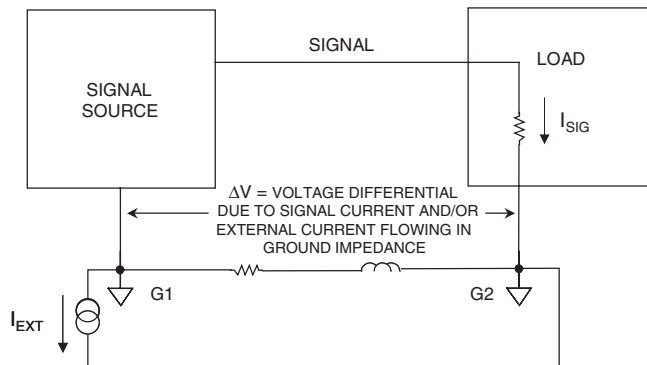 SIGNAL
LOAD
SIGNAL
SOURCE
ISIG
ΔV = VOLTAGE DIFFERENTIAL
DUE TO SIGNAL CURRENT AND/OR
EXTERNAL CURRENT FLOWING IN
GROUND IMPEDANCE
G1
G2
IEXT